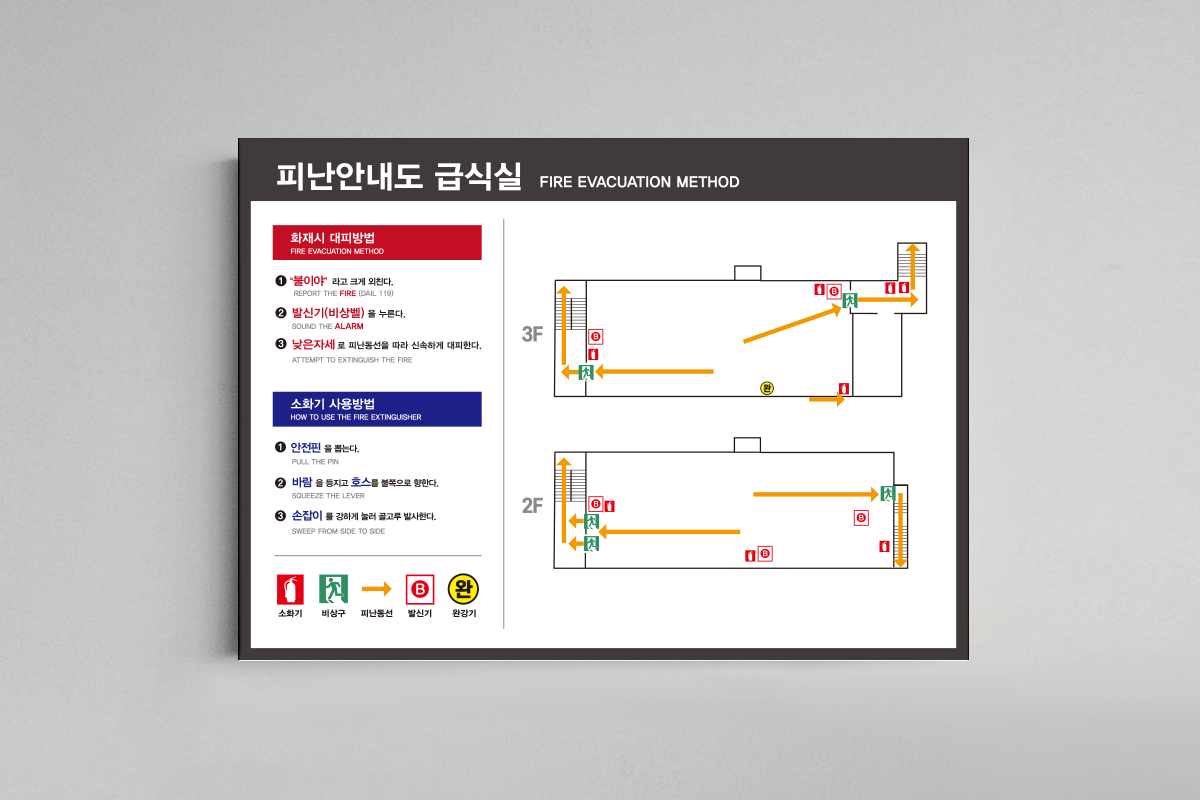 피난안내도 급식실 FIRE EVACUATION METHOD
화재시 대피방법
FIRE EVACUATION METHOD
1 "불이야" 라고 크게 외친다.
REPORT THE FIRE (DAIL 119)
2 발신기(비상벨)을 누른다.
SOUND THE ALARM
3 낮은자세로 피난동선을 따라 신속하게 대피한다.
ATTEMPT TO EXTINGUISH THE FIRE
소화기 사용방법
HOW TO USE THE FIRE EXTINGUISHER
1 안전핀을 뽑는다.
PULL THE PIN
2 바람을 등지고 호스를 불쪽으로 향한다.
SQUEEZE THE LEVER
3 손잡이를 강하게 눌러 골고루 발사한다.
SWEEP FROM SIDE TO SIDE
B 완
소화기 비상구 피난동선 발신기 완강기
B
3F
B
완
2F
B
B
B